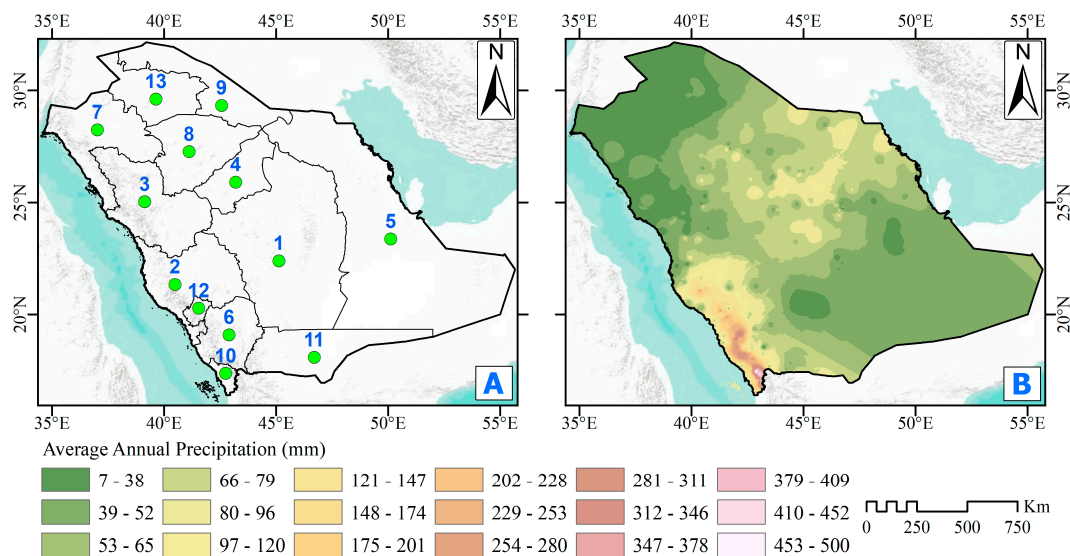 35°E 40°E 45°E 50°E 55°E 35°E 40°E 45°E 50°E 55°E
N N
30°N 30°N
13 9
7
8
4
3
25°N 25°N
5
1
2
12
20°N 20°N
6
11
10
A B
35°E 40°E 45°E 50°E 55°E 35°E 40°E 45°E 50°E 55°E
Average Annual Precipitation (mm)
7 - 38 66 - 79 121 - 147 202 - 228 281 - 311 379 - 409
39 - 52 80 - 96 148 - 174 229 - 253 312 - 346 410 - 452
Km
0 250 500 750
53 - 65 97 - 120 175 - 201 254 - 280 347 - 378 453 - 500